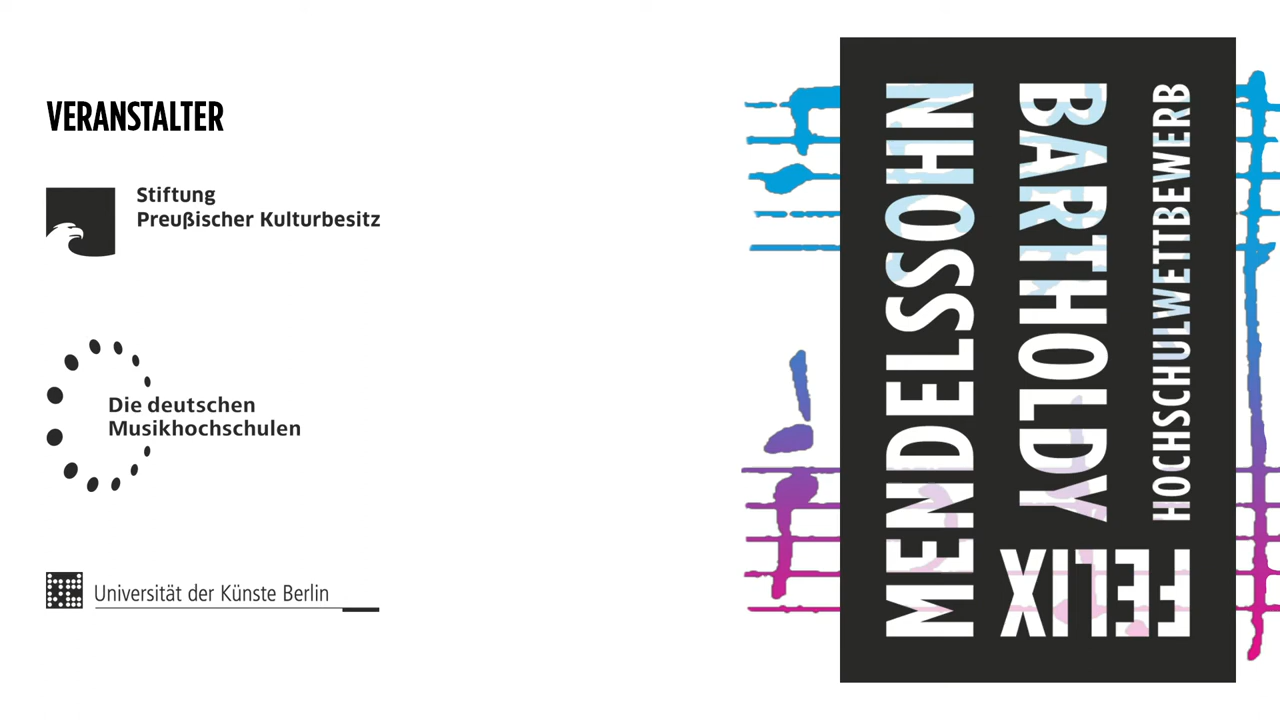 VERANSTALTER
Stiftung
Preußischer Kulturbesitz
Die deutschen
Musikhochschulen
Universität der Künste Berlin
FELIX
MENDELSSOHN
BARTHOLDY
HOCHSCHULWETTBEWERB